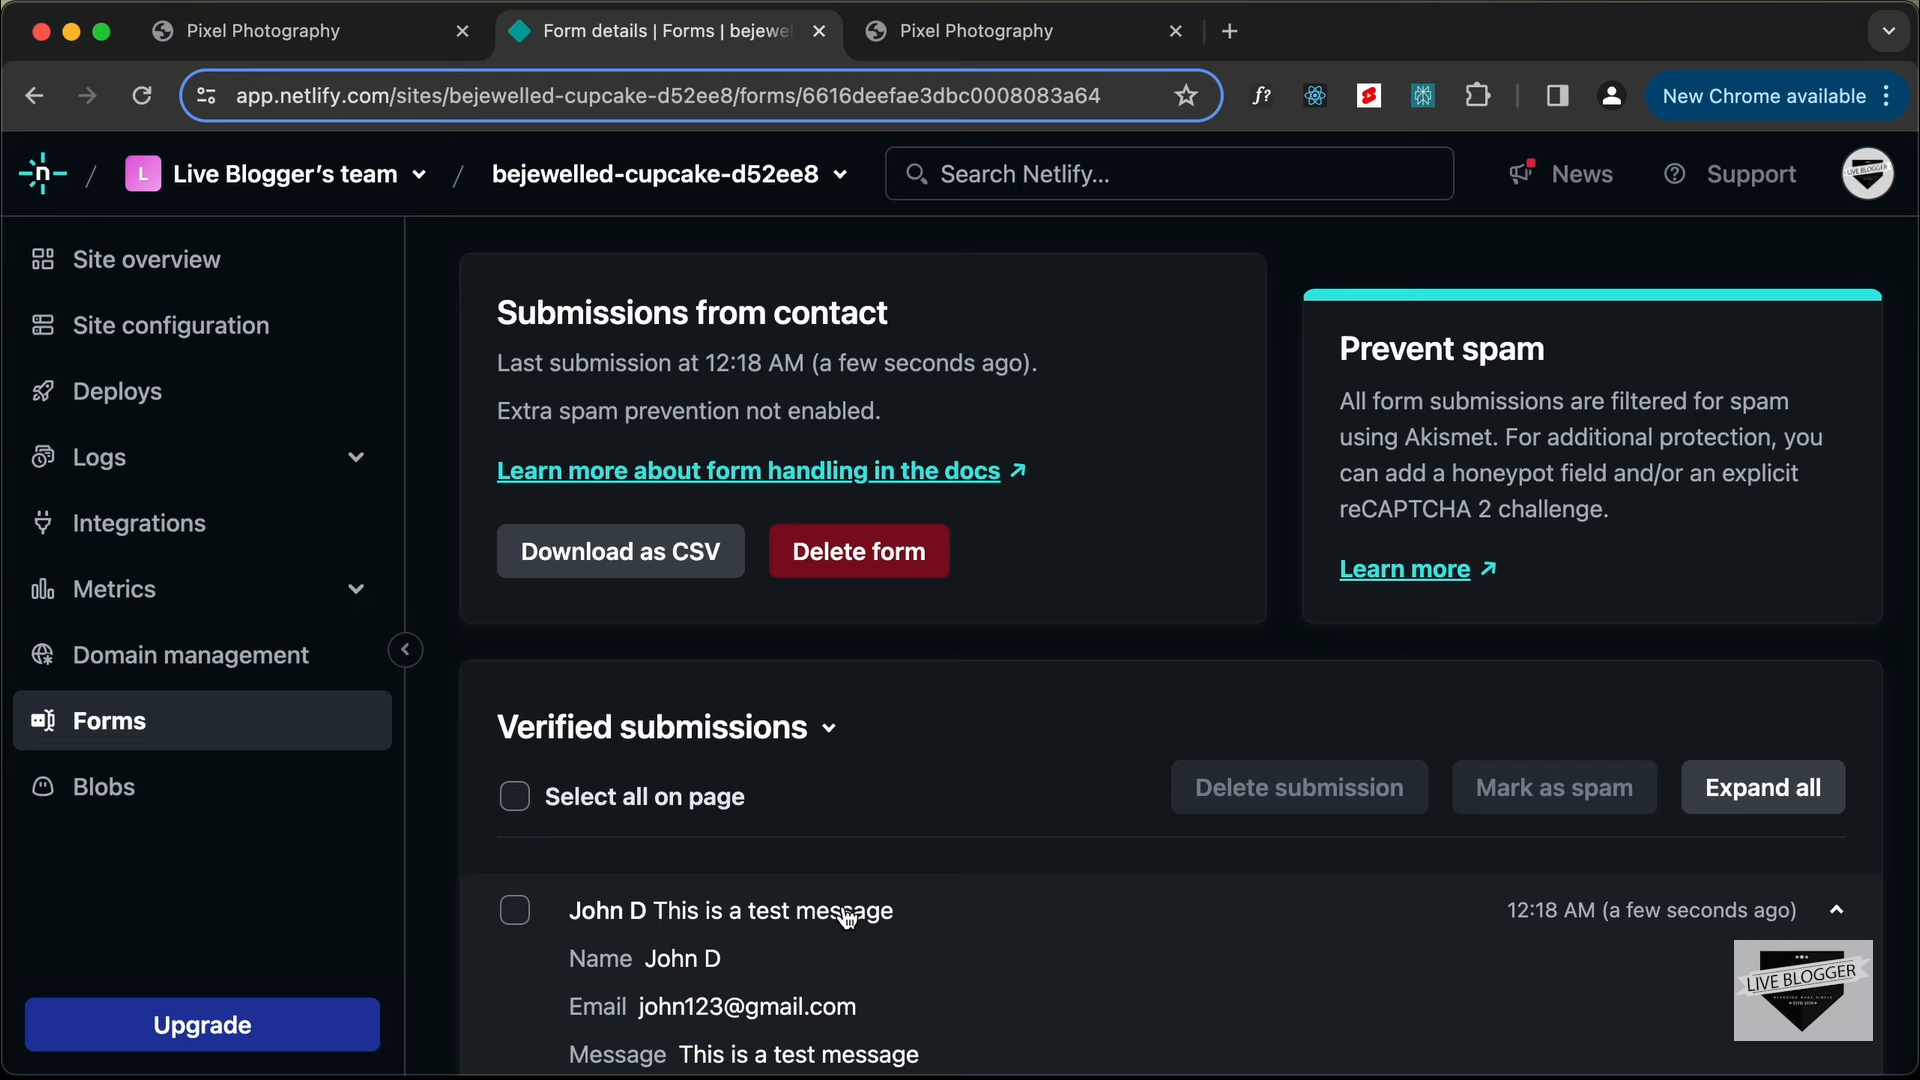 Pixel Photography
Form details | Forms | bejewel
Pixel Photography
app.netlify.com/sites/bejewelled-cupcake-d52ee8/forms/6616deefae3dbc0008083a64
f?
New Chrome available
n
/ L Live Blogger's team / bejewelled-cupcake-d52ee8
Search Netlify...
News
Support
LIVE BLOGGER
Site overview
Site configuration
Deploys
Logs
Integrations
Metrics
Domain management
Forms
Blobs
Upgrade
Submissions from contact
Last submission at 12:18 AM (a few seconds ago).
Extra spam prevention not enabled.
Learn more about form handling in the docs
Download as CSV
Delete form
Prevent spam
All form submissions are filtered for spam
using Akismet. For additional protection, you
can add a honeypot field and/or an explicit
reCAPTCHA 2 challenge.
Learn more
Verified submissions
Select all on page
Delete submission
Mark as spam
Expand all
John D This is a test message
12:18 AM (a few seconds ago)
Name John D
Email john123@gmail.com
Message This is a test message
LIVE BLOGGER